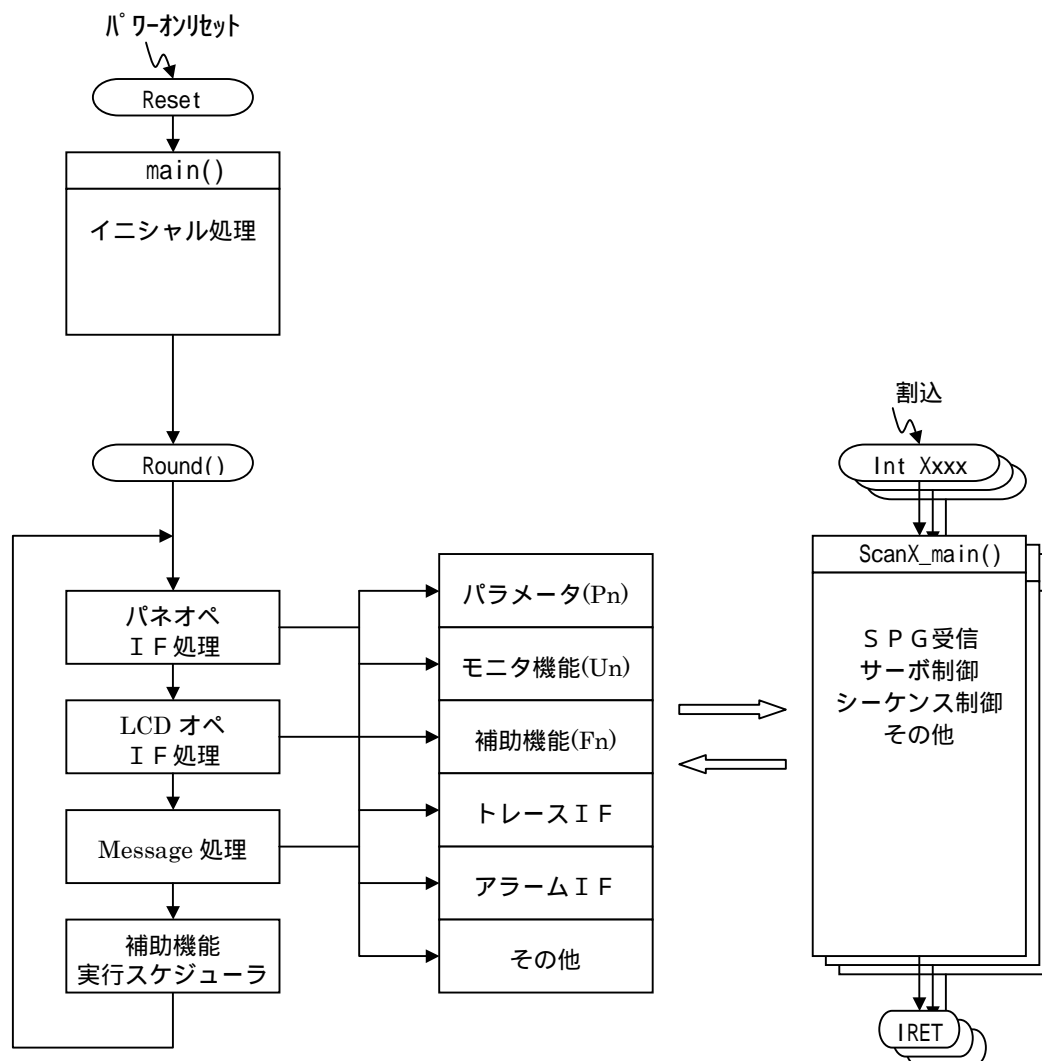 パワーオンリセット
Reset
main()
イニシャル処理
Round()
パネオペ
ＩＦ処理
LCD オペ
ＩＦ処理
Message 処理
補助機能
実行スケジューラ
パラメータ(Pn)
モニタ機能(Un)
補助機能(Fn)
トレースＩＦ
アラームＩＦ
その他
割込
Int Xxxx
ScanX_main()
ＳＰＧ受信
サーボ制御
シーケンス制御
その他
IRET